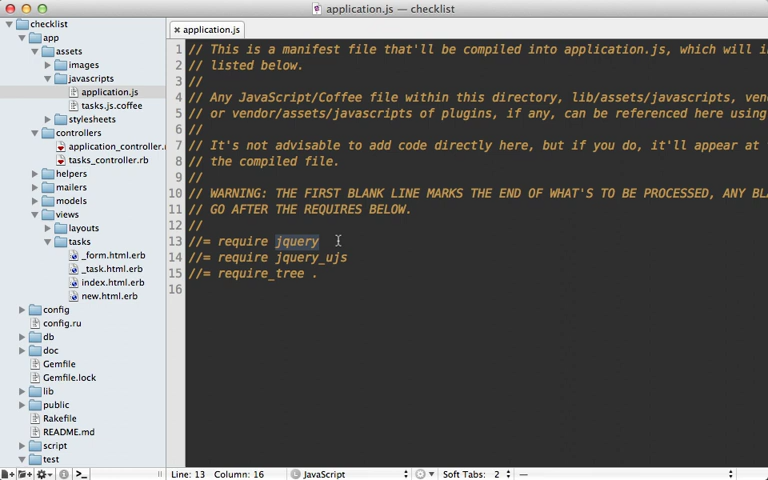 application.js — checklist
checklist
app
assets
images
javascripts
application.js
tasks.js.coffee
stylesheets
controllers
application_controller.
tasks_controller.rb
helpers
mailers
models
views
layouts
tasks
_form.html.erb
_task.html.erb
index.html.erb
new.html.erb
config
config.ru
db
doc
Gemfile
Gemfile.lock
lib
public
Rakefile
README.md
script
test
application.js
1 // This is a manifest file that'll be compiled into application.js, which will
2 // listed below.
3 //
4 // Any JavaScript/Coffee file within this directory, lib/assets/javascripts,
5 // or vendor/assets/javascripts of plugins, if any, can be referenced here using
6 //
7 // It's not advisable to add code directly here, but if you do, it'll appear at
8 // the compiled file.
9 //
10 // WARNING: THE FIRST BLANK LINE MARKS THE END OF WHAT'S TO BE PROCESSED, ANY
11 // GO AFTER THE REQUIRES BELOW.
12 //
13 //= require jquery
14 //= require jquery_ujs
15 //= require_tree .
16
Line: 13 Column: 16 JavaScript Soft Tabs: 2 —